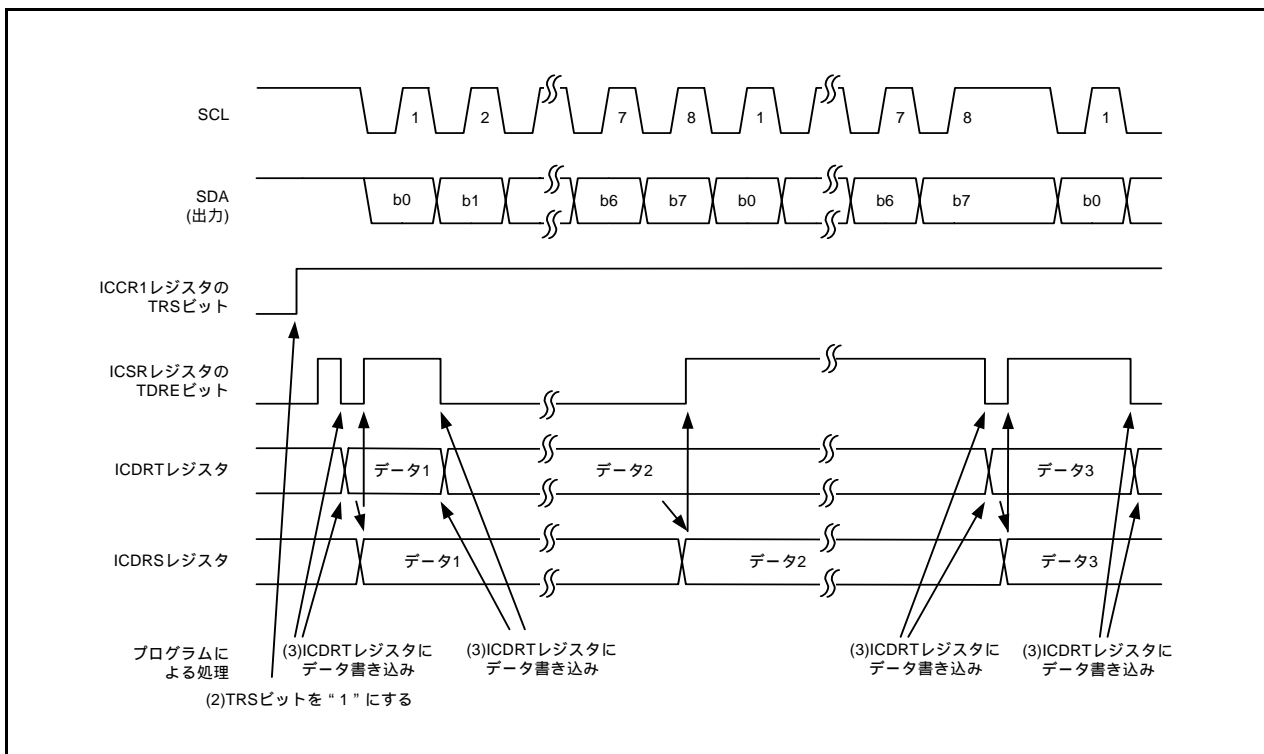 SCL
1
2
7
8
1
7
8
1
SDA
(出力)
b0
b1
b6
b7
b0
b6
b7
b0
ICCR1レジスタの
TRSビット
ICSRレジスタの
TDREビット
ICDRTレジスタ
データ1
データ2
データ3
ICDRSレジスタ
データ1
データ2
データ3
プログラムに
よる処理
(3)ICDRTレジスタに
データ書き込み
(3)ICDRTレジスタに
データ書き込み
(3)ICDRTレジスタに
データ書き込み
(3)ICDRTレジスタに
データ書き込み
(2)TRSビットを“1”にする